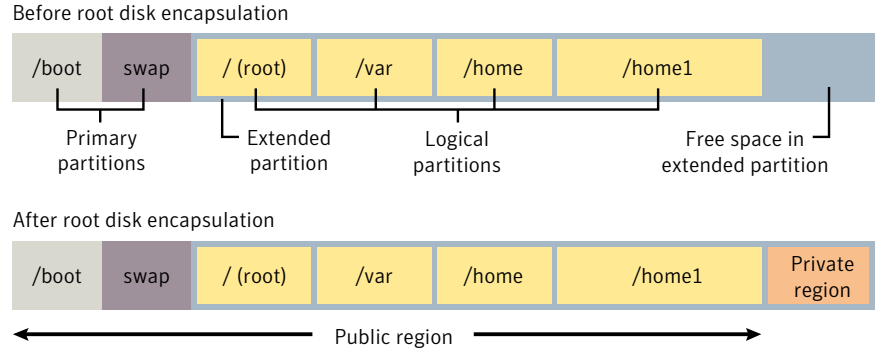 Before root disk encapsulation
/boot
swap
/ (root)
/var
/home
/home1
Primary
partitions
Extended
partition
Logical
partitions
Free space in
extended partition
After root disk encapsulation
/boot
swap
/ (root)
/var
/home
/home1
Private
region
Public region